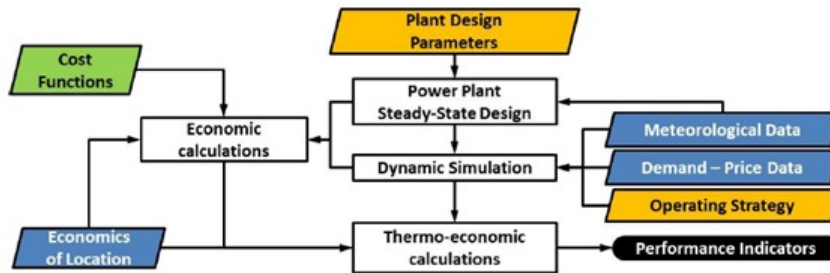 Plant Design
Parameters
Cost
Functions
Power Plant
Steady-State Design
Economic
calculations
Meteorological Data
Dynamic Simulation
Demand – Price Data
Operating Strategy
Economics
of Location
Thermo-economic
calculations
Performance Indicators